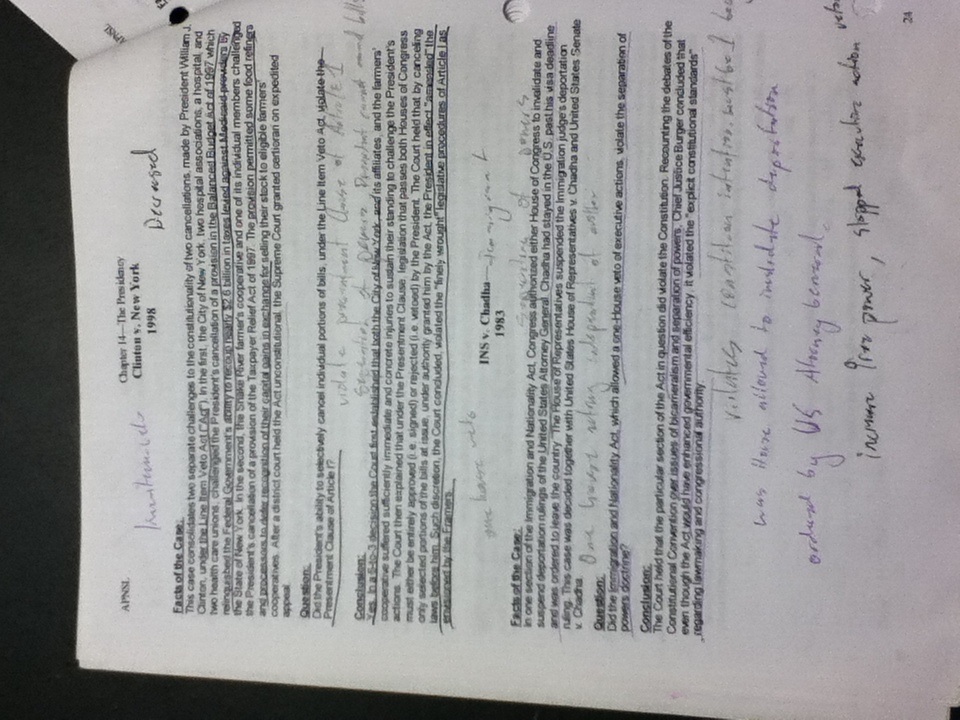 APNSL
Chapter 14—The Presidency
Clinton v. New York
1998
Decreased
Facts of the Case:
This case consolidates two separate challenges to the constitutionality of two cancellations, made by President William J.
Clinton, under the Line Item Veto Act ("Act"). In the first, the City of New York, two hospital associations, a hospital, and
two health care unions, challenged the President's cancellation of a provision in the Balanced Budget Act of 1997 which
relinquished the Federal Government's ability to recoup nearly $2.6 billion in taxes levied against Medicaid providers by
the State of New York. In the second, the Snake River farmer's cooperative and one of its individual members challenged
the President's cancellation of a provision of the Taxpayer Relief Act of 1997. The provision permitted some food refiners
and processors to defer recognition of their capital gains in exchange for selling their stock to eligible farmers'
cooperatives. After a district court held the Act unconstitutional, the Supreme Court granted certiorari on expedited
appeal.
Question:
Did the President's ability to selectively cancel individual portions of bills, under the Line Item Veto Act, violate the
Presentment Clause of Article I?
violate Clause of Article 1
Separation of Powers President cannot amend bills
Conclusion:
Yes. In a 6-to-3 decision the Court first established that both the City of New York, and its affiliates, and the farmers'
cooperative suffered sufficiently immediate and concrete injuries to sustain their standing to challenge the President's
actions. The Court then explained that under the Presentment Clause, legislation that passes both Houses of Congress
must either be entirely approved (i.e. signed) or rejected (i.e. vetoed) by the President. The Court held that by canceling
only selected portions of the bills at issue, under authority granted him by the Act, the President in effect "amended" the
laws before him. Such discretion, the Court concluded, violated the "finely wrought" legislative procedures of Article I as
envisioned by the Framers.
one house veto
INS v. Chadha—Immigrant
1983
Separation of powers
Facts of the Case:
In one section of the Immigration and Nationality Act, Congress authorized either House of Congress to invalidate and
suspend deportation rulings of the United States Attorney General. Chadha had stayed in the U.S. past his visa deadline
and was ordered to leave the country. The House of Representatives suspended the Immigration judge's deportation
ruling. This case was decided together with United States House of Representatives v. Chadha and United States Senate
v. Chadha.
One house acting independent of another
Question:
Did the Immigration and Nationality Act, which allowed a one-House veto of executive actions, violate the separation of
powers doctrine?
Conclusion:
The Court held that the particular section of the Act in question did violate the Constitution. Recounting the debates of the
Constitutional Convention over issues of bicameralism and separation of powers, Chief Justice Burger concluded that
even though the Act would have enhanced governmental efficiency, it violated the "explicit constitutional standards"
regarding lawmaking and congressional authority.
violates intention, must be
was House allowed to invalidate deportation
ordered by US Attorney General.
increase Prez power, stopped executive action veto
24
APNSL